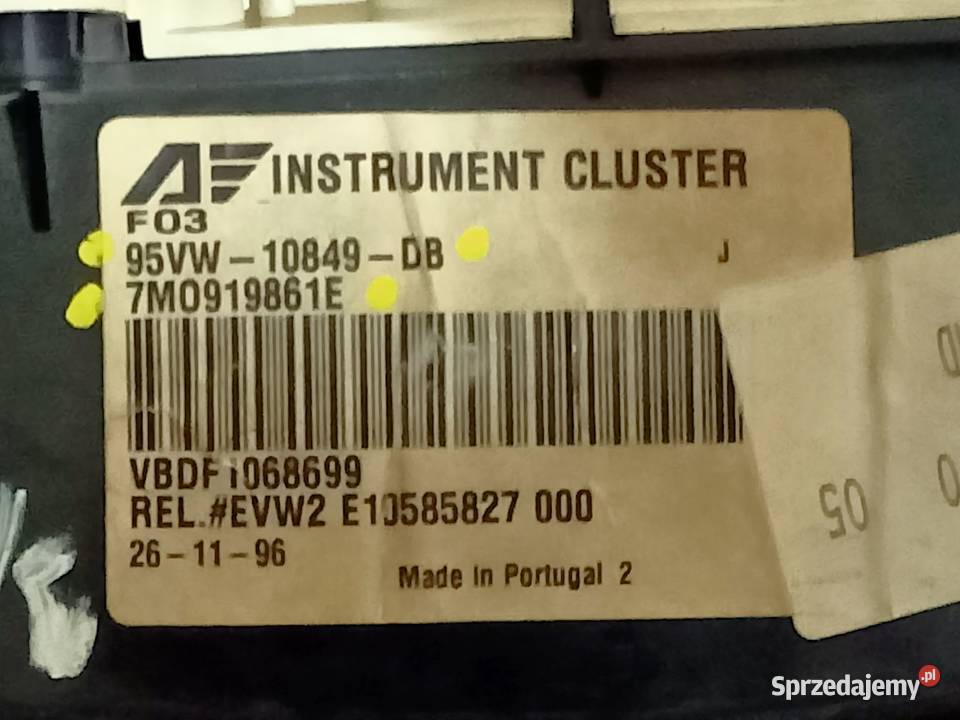 AF INSTRUMENT CLUSTER
F03
95VW-10849-DB J
7M0919861E
VBDF1068699
REL.#EVW2 E10585827 000
26-11-96
Made in Portugal 2
05
Sprzedajemy.pl